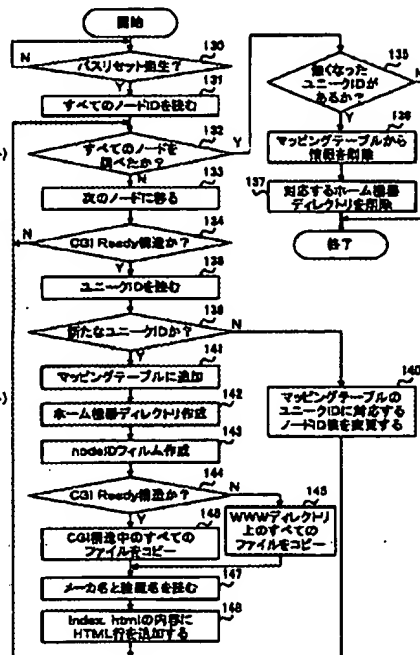 開始
130
N
バスリセット発生?
Y
131
すべてのノードIDを読む
132
すべてのノードを調べたか?
Y
N
133
次のノードに移る
134
N
CGI Ready構造か?
Y
138
ユニークIDを読む
139
新たなユニークIDか?
N
Y
141
マッピングテーブルに追加
142
ホーム機器ディレクトリ作成
143
nodeIDフィルム作成
144
CGI Ready構造か?
N
Y
146
CGI構造中のすべての
ファイルをコピー
145
WWWディレクトリ
上のすべての
ファイルをコピー
147
メーカ名と機種名を読む
148
Index. htmlの内容に
HTML行を追加する
140
マッピングテーブルの
ユニークIDに対応する
ノードID値を変更する
135
無くなった
ユニークIDが
あるか?
N
Y
136
マッピングテーブルから
情報を削除
137
対応するホーム機器
ディレクトリを削除
終了